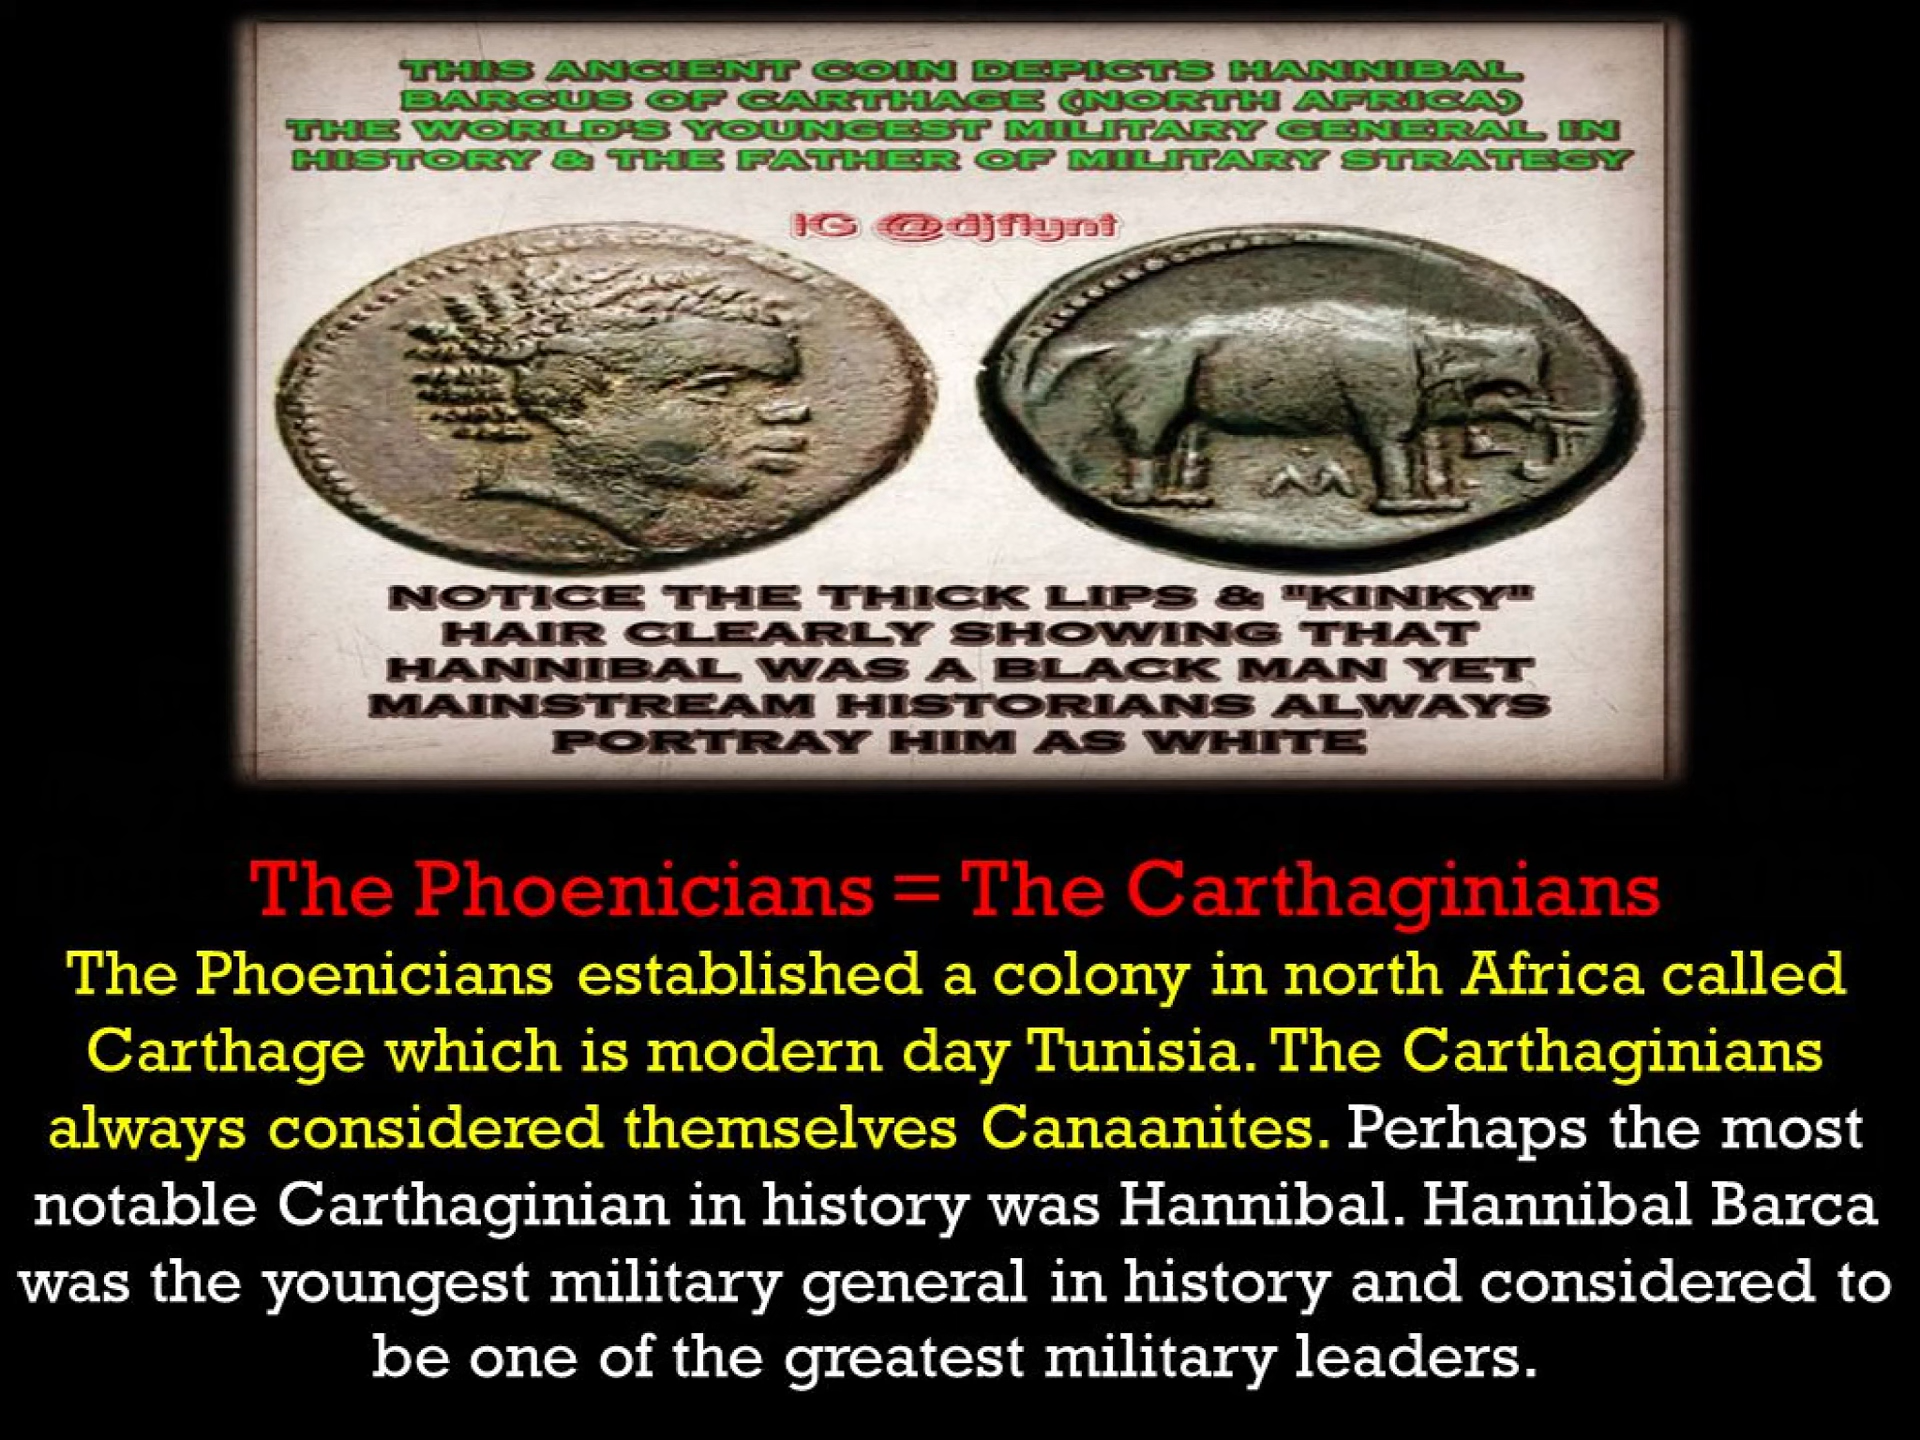 THIS ANCIENT COIN DEPICTS HANNIBAL
BARCUS OF CARTHAGE (NORTH AFRICA)
THE WORLD'S YOUNGEST MILITARY GENERAL IN
HISTORY & THE FATHER OF MILITARY STRATEGY
IG @djflynt
NOTICE THE THICK LIPS & "KINKY"
HAIR CLEARLY SHOWING THAT
HANNIBAL WAS A BLACK MAN YET
MAINSTREAM HISTORIANS ALWAYS
PORTRAY HIM AS WHITE
The Phoenicians = The Carthaginians
The Phoenicians established a colony in north Africa called
Carthage which is modern day Tunisia. The Carthaginians
always considered themselves Canaanites. Perhaps the most
notable Carthaginian in history was Hannibal. Hannibal Barca
was the youngest military general in history and considered to
be one of the greatest military leaders.